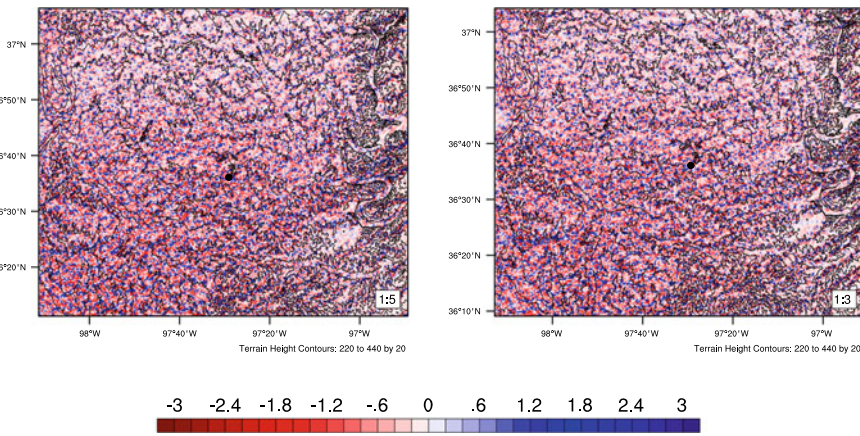 37°N
36°50'N
36°40'N
36°30'N
36°20'N
1:5
98°W
97°40'W
97°20'W
97°W
Terrain Height Contours: 220 to 440 by 20
37°N
36°50'N
36°40'N
36°30'N
36°20'N
36°10'N
1:3
98°W
97°40'W
97°20'W
97°W
Terrain Height Contours: 220 to 440 by 20
-3 -2.4 -1.8 -1.2 -.6 0 .6 1.2 1.8 2.4 3